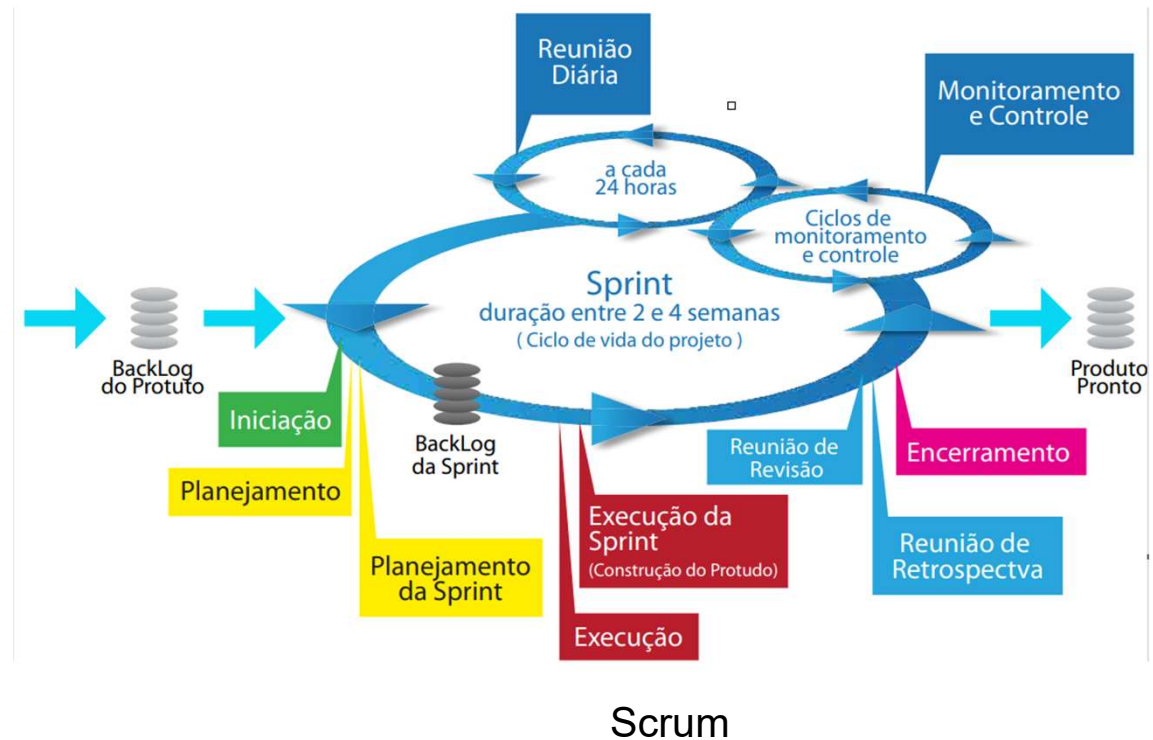 Reunião
Diária
Monitoramento
e Controle
a cada
24 horas
Ciclos de
monitoramento
e controle
Sprint
duração entre 2 e 4 semanas
( Ciclo de vida do projeto )
BackLog
do Protuto
Produto
Pronto
Iniciação
BackLog
da Sprint
Reunião de
Revisão
Encerramento
Planejamento
Execução da
Sprint
(Construção do Protudo)
Planejamento
da Sprint
Reunião de
Retrospectva
Execução
Scrum